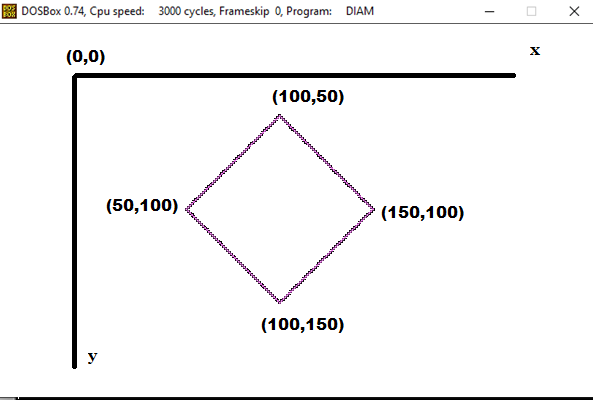 DOSBox 0.74, Cpu speed: 3000 cycles, Frameskip 0, Program: DIAM
(0,0)
x
(100,50)
(50,100)
(150,100)
(100,150)
y